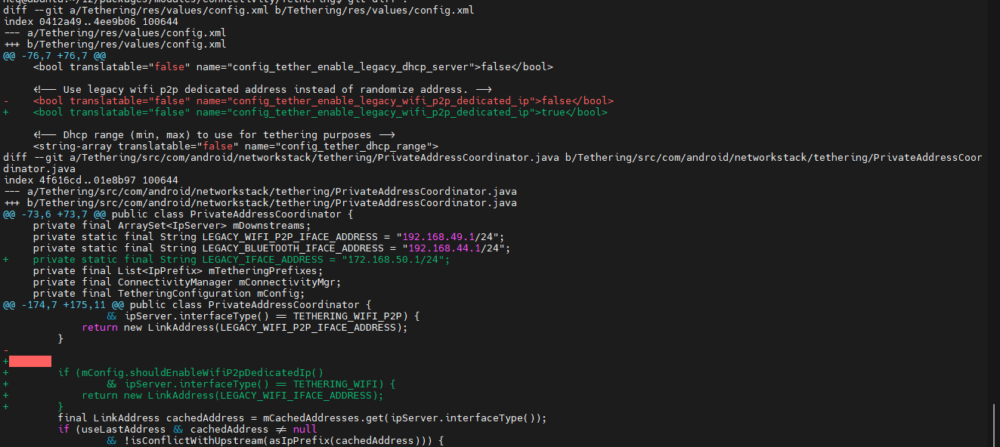 diff --git a/Tethering/res/values/config.xml b/Tethering/res/values/config.xml
index 0412a49..4ee9b06 100644
--- a/Tethering/res/values/config.xml
+++ b/Tethering/res/values/config.xml
@@ -76,7 +76,7 @@
     <bool translatable="false" name="config_tether_enable_legacy_dhcp_server">false</bool>

     <!-- Use legacy wifi p2p dedicated address instead of randomize address. -->
-    <bool translatable="false" name="config_tether_enable_legacy_wifi_p2p_dedicated_ip">false</bool>
+    <bool translatable="false" name="config_tether_enable_legacy_wifi_p2p_dedicated_ip">true</bool>

     <!-- Dhcp range (min, max) to use for tethering purposes -->
     <string-array translatable="false" name="config_tether_dhcp_range">
diff --git a/Tethering/src/com/android/networkstack/tethering/PrivateAddressCoordinator.java b/Tethering/src/com/android/networkstack/tethering/PrivateAddressCoor
dinator.java
index 4f616cd..01e8b97 100644
--- a/Tethering/src/com/android/networkstack/tethering/PrivateAddressCoordinator.java
+++ b/Tethering/src/com/android/networkstack/tethering/PrivateAddressCoordinator.java
@@ -73,6 +73,7 @@ public class PrivateAddressCoordinator {
     private final ArraySet<IpServer> mDownstreams;
     private static final String LEGACY_WIFI_P2P_IFACE_ADDRESS = "192.168.49.1/24";
     private static final String LEGACY_BLUETOOTH_IFACE_ADDRESS = "192.168.44.1/24";
+    private static final String LEGACY_IFACE_ADDRESS = "172.168.50.1/24";
     private final List<IpPrefix> mTetheringPrefixes;
     private final ConnectivityManager mConnectivityMgr;
     private final TetheringConfiguration mConfig;
@@ -174,7 +175,11 @@ public class PrivateAddressCoordinator {
                 && ipServer.interfaceType() == TETHERING_WIFI_P2P) {
             return new LinkAddress(LEGACY_WIFI_P2P_IFACE_ADDRESS);
         }
-
+
+        if (mConfig.shouldEnableWifiP2pDedicatedIp()
+                && ipServer.interfaceType() == TETHERING_WIFI) {
+            return new LinkAddress(LEGACY_WIFI_IFACE_ADDRESS);
+        }
         final LinkAddress cachedAddress = mCachedAddresses.get(ipServer.interfaceType());
         if (useLastAddress && cachedAddress != null
                 && !isConflictWithUpstream(asIpPrefix(cachedAddress))) {